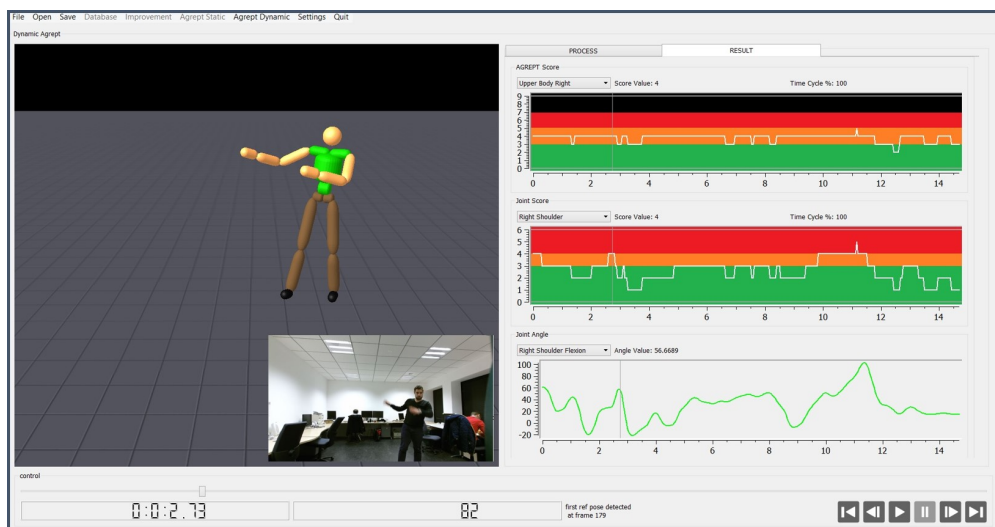 File Open Save Database Improvement Agrept Static Agrept Dynamic Settings Quit
Dynamic Agrept
PROCESS RESULT
AGREPT Score
Upper Body Right Score Value: 4 Time Cycle %: 100
9
8
7
6
5
4
3
2
1
0
0 2 4 6 8 10 12 14
Joint Score
Right Shoulder Score Value: 4 Time Cycle %: 100
6
5
4
3
2
1
0
0 2 4 6 8 10 12 14
Joint Angle
Right Shoulder Flexion Angle Value: 56.6689
100
80
60
40
20
0
-20
0 2 4 6 8 10 12 14
control
0:0:2.73 82 first ref pose detected
at frame 179